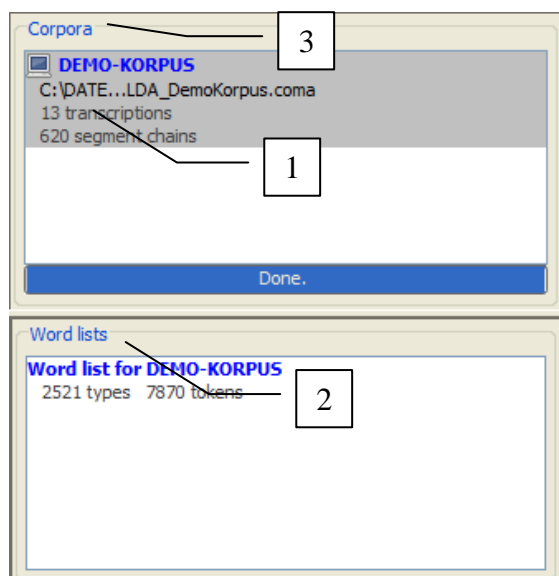 Corpora
3
DEMO-KORPUS
C:\DATE...LDA_DemoKorpus.coma
13 transcriptions
620 segment chains
1
Done.
Word lists
Word list for DEMO-KORPUS
2521 types 7870 tokens
2